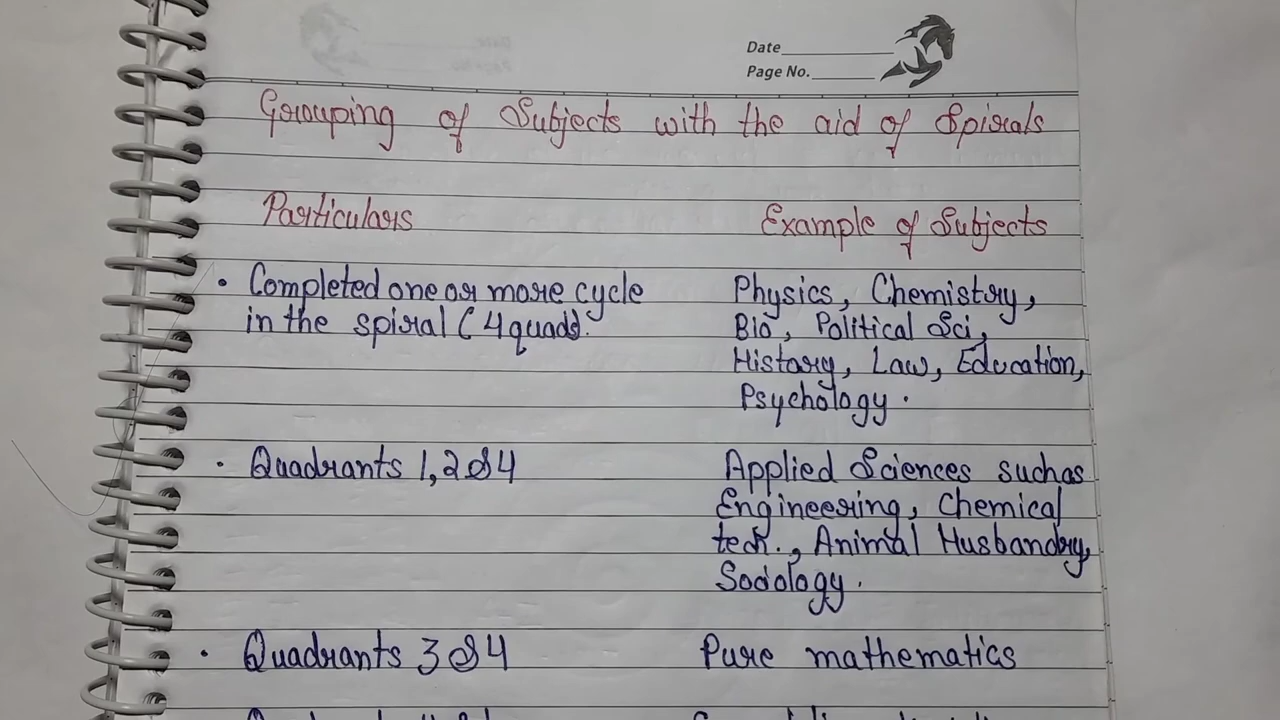 Date
Page No.
Grouping of Subjects with the aid of Spirals
Particulars Example of Subjects
• Completed one or more cycle Physics, Chemistry,
in the spiral (4 quads). Bio, Political Sci,
History, Law, Education,
Psychology.
• Quadrants 1, 2 & 4 Applied Sciences such as
Engineering, Chemical
tech., Animal Husbandry,
Sociology.
• Quadrants 3 & 4 Pure mathematics